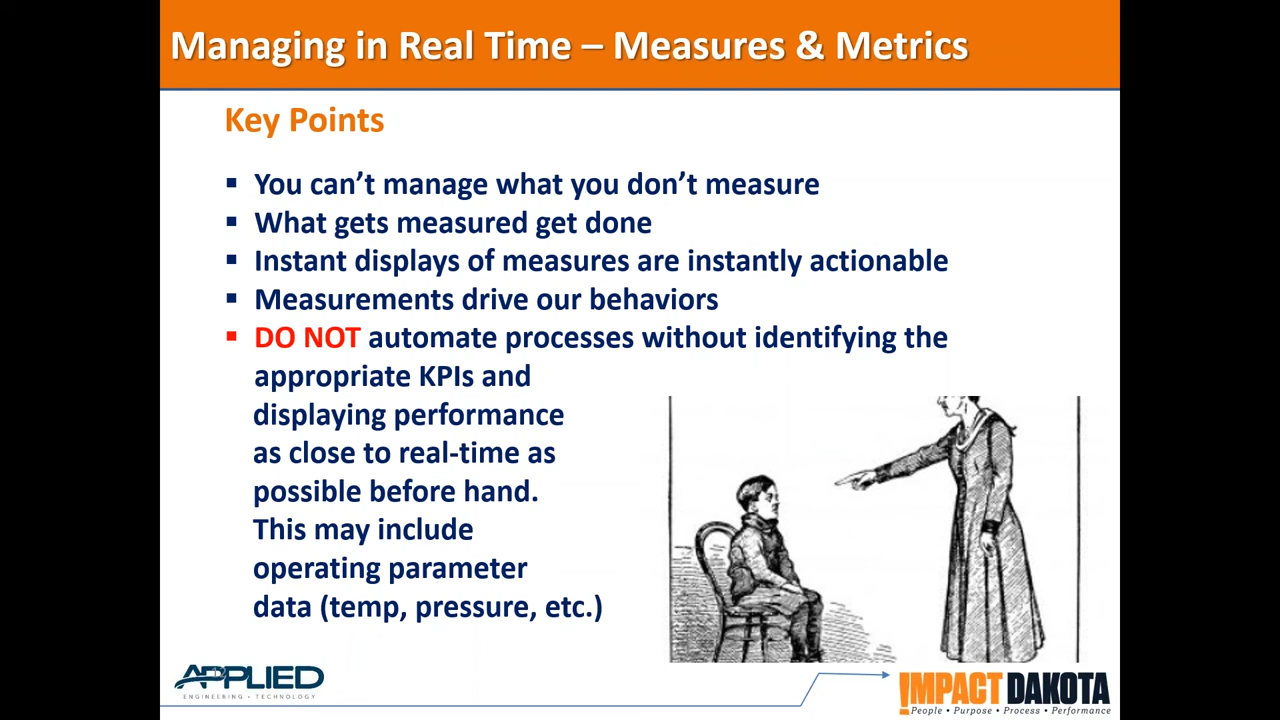 Managing in Real Time – Measures & Metrics
Key Points
▪ You can’t manage what you don’t measure
▪ What gets measured get done
▪ Instant displays of measures are instantly actionable
▪ Measurements drive our behaviors
▪ DO NOT automate processes without identifying the
appropriate KPIs and
displaying performance
as close to real-time as
possible before hand.
This may include
operating parameter
data (temp, pressure, etc.)
APPLIED
ENGINEERING • TECHNOLOGY
IMPACT DAKOTA
People • Purpose • Process • Performance